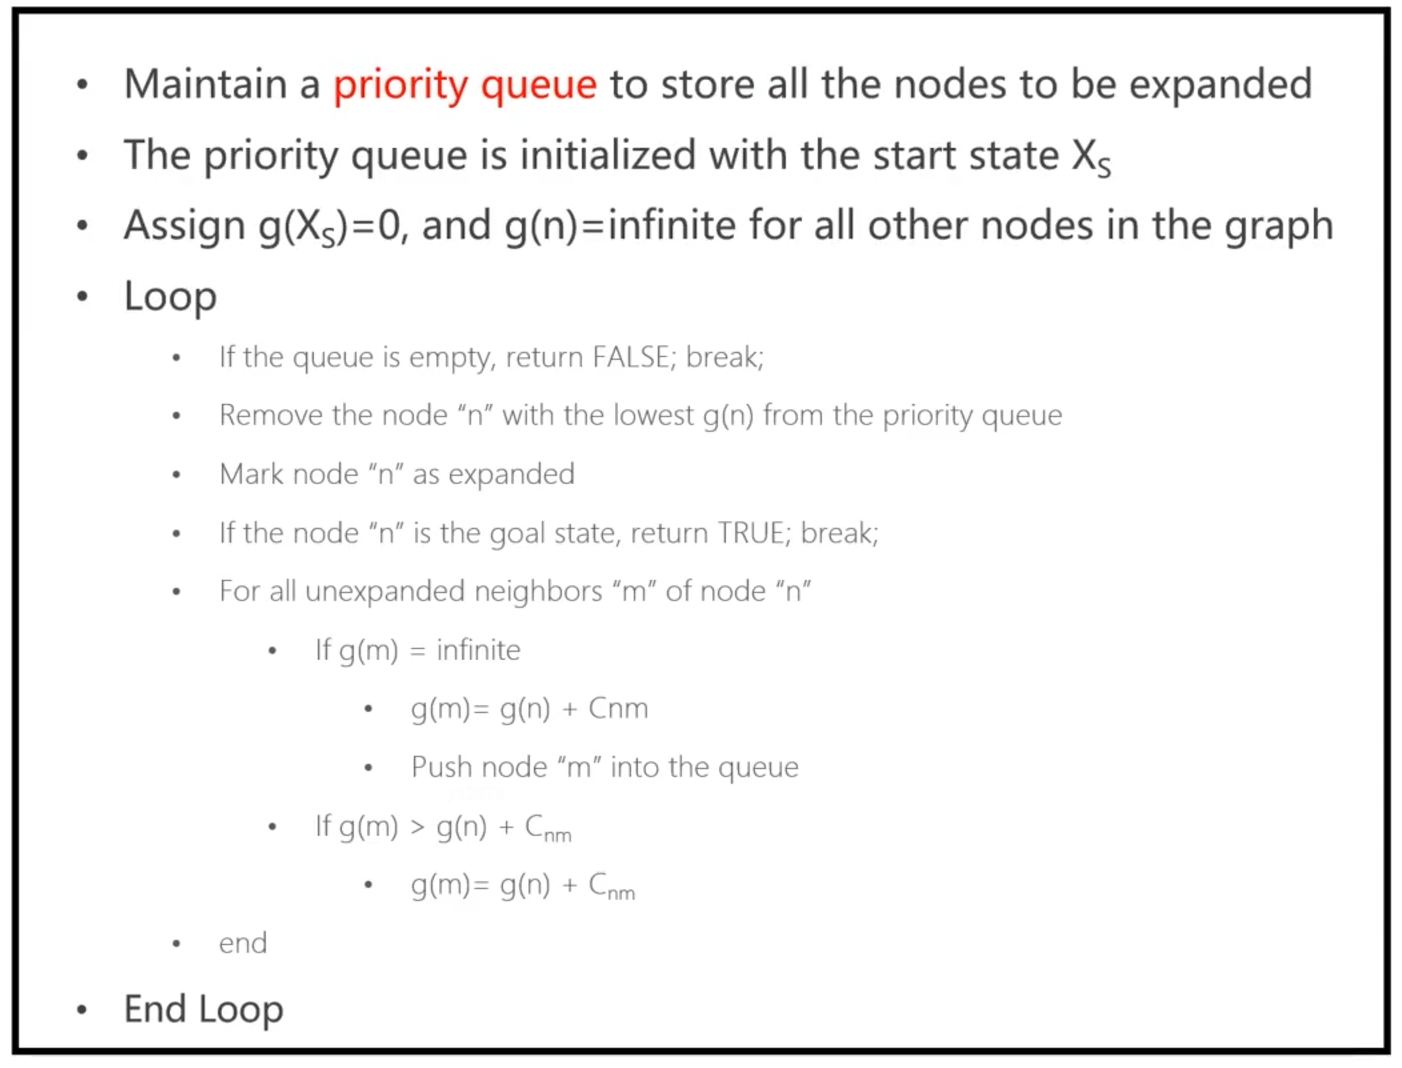 • Maintain a priority queue to store all the nodes to be expanded
• The priority queue is initialized with the start state X_S
• Assign g(X_S)=0, and g(n)=infinite for all other nodes in the graph
• Loop
• If the queue is empty, return FALSE; break;
• Remove the node “n” with the lowest g(n) from the priority queue
• Mark node “n” as expanded
• If the node “n” is the goal state, return TRUE; break;
• For all unexpanded neighbors “m” of node “n”
• If g(m) = infinite
• g(m)= g(n) + Cnm
• Push node “m” into the queue
• If g(m) > g(n) + C_nm
• g(m)= g(n) + C_nm
• end
• End Loop